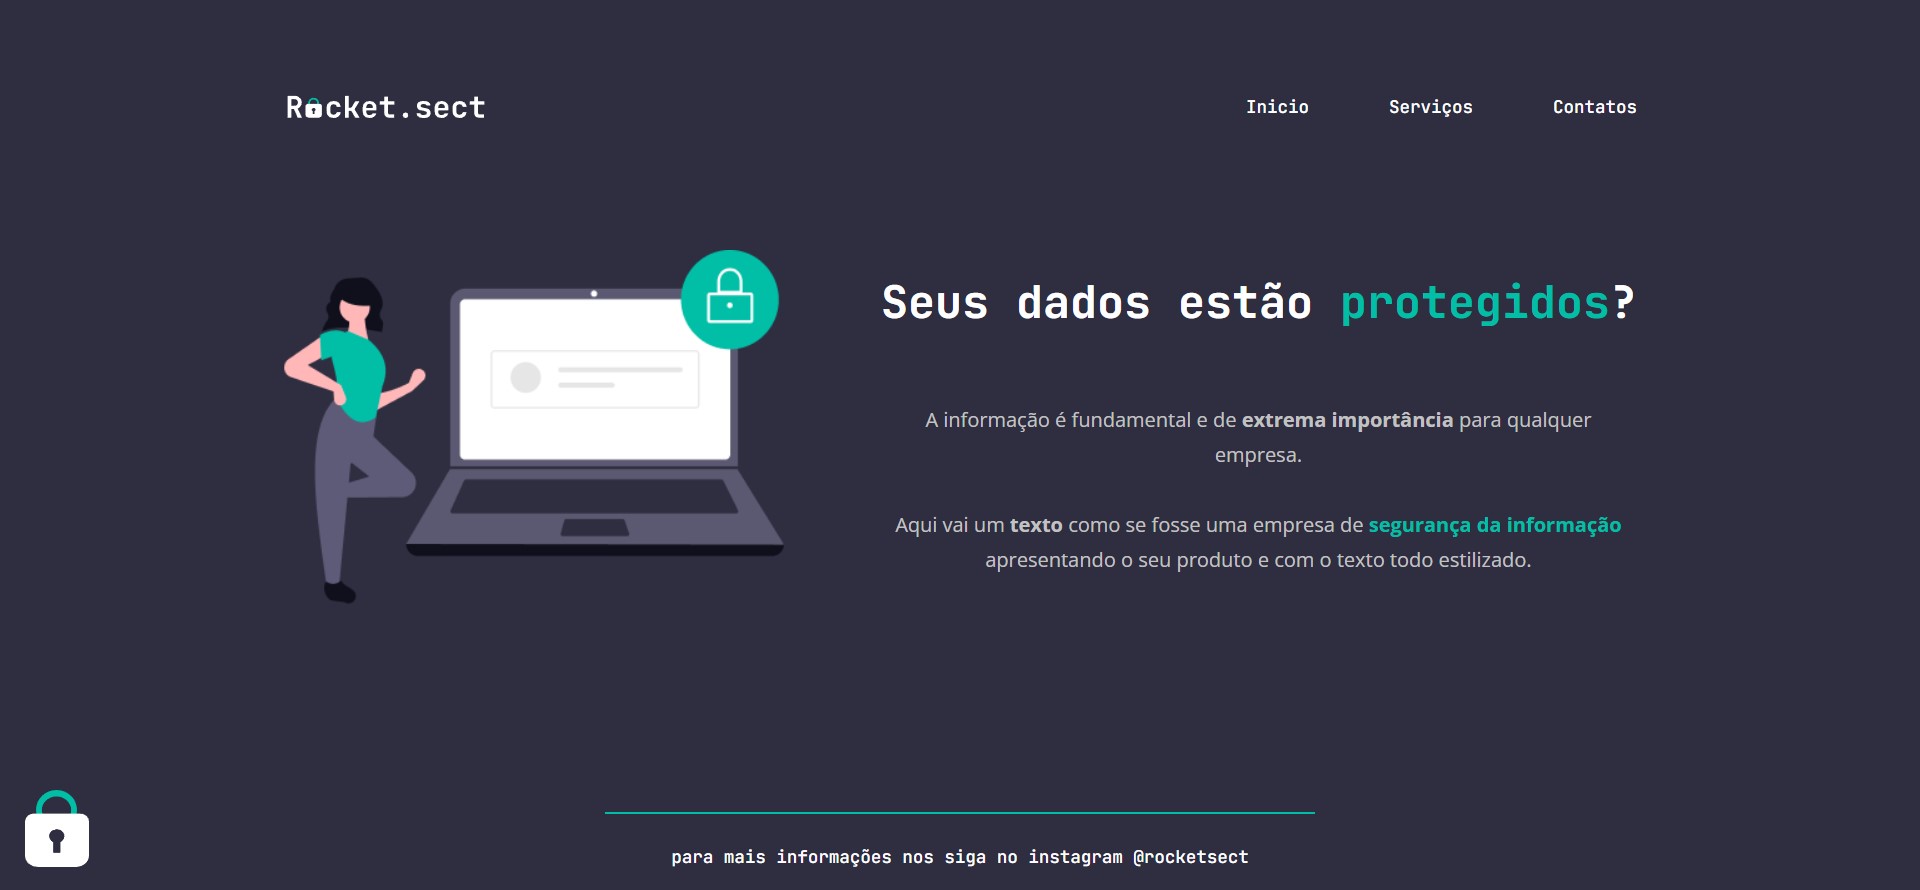 Rocket.sect
Inicio Serviços Contatos
Seus dados estão protegidos?
A informação é fundamental e de extrema importância para qualquer
empresa.
Aqui vai um texto como se fosse uma empresa de segurança da informação
apresentando o seu produto e com o texto todo estilizado.
para mais informações nos siga no instagram @rocketsect